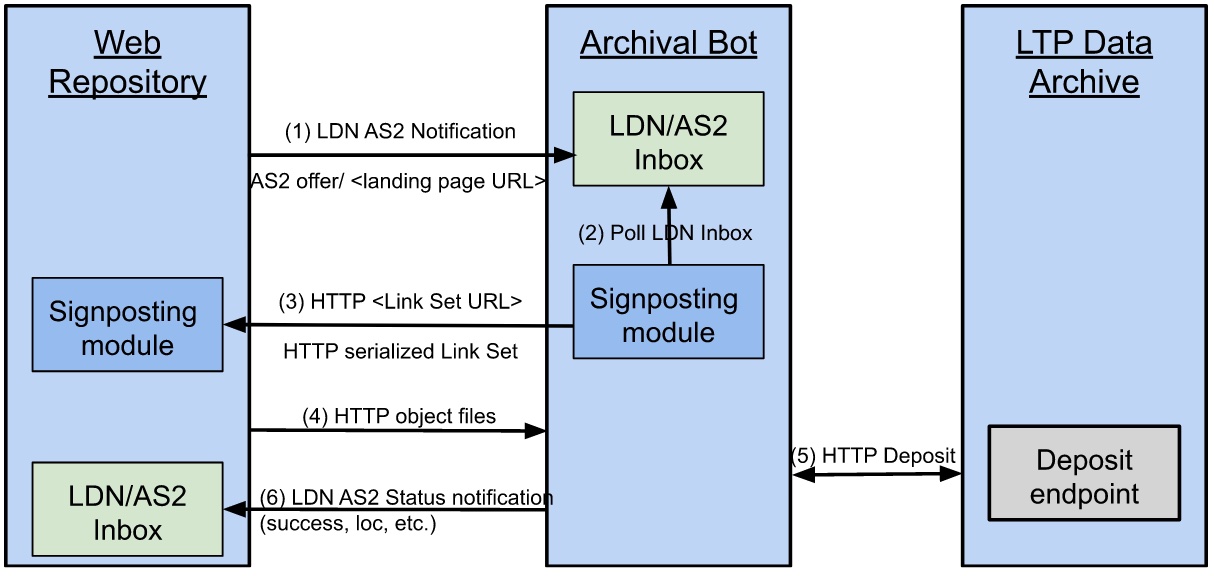 Web
Repository
Archival Bot
LTP Data
Archive
(1) LDN AS2 Notification
AS2 offer/ <landing page URL>
LDN/AS2
Inbox
(2) Poll LDN Inbox
Signposting
module
(3) HTTP <Link Set URL>
HTTP serialized Link Set
Signposting
module
(4) HTTP object files
(5) HTTP Deposit
Deposit
endpoint
LDN/AS2
Inbox
(6) LDN AS2 Status notification
(success, loc, etc.)